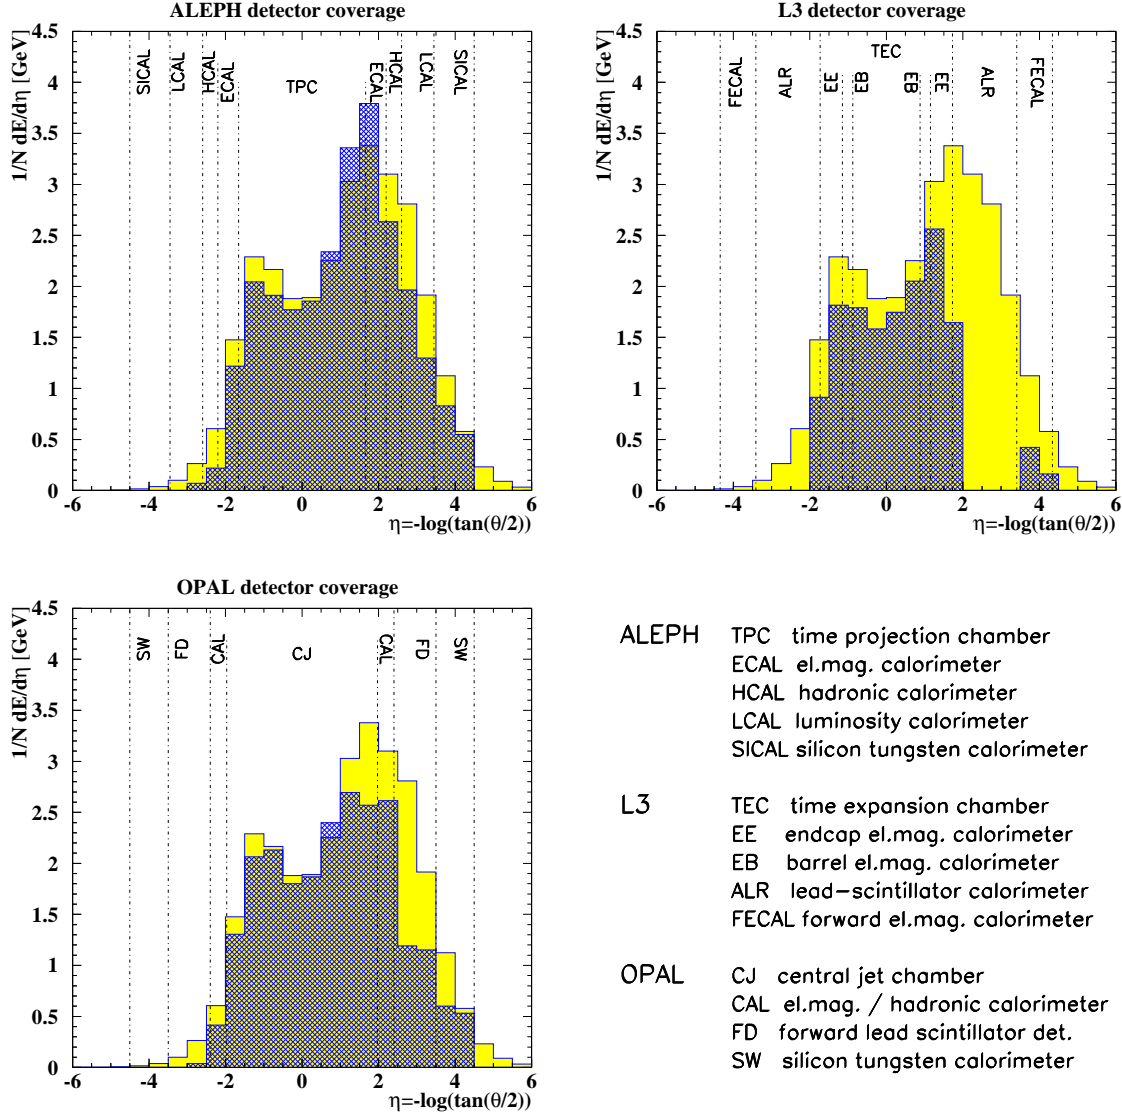 ALEPH detector coverage
1/N dE/dη [GeV]
4.5
4
3.5
3
2.5
2
1.5
1
0.5
0
SICAL
LCAL
HCAL
ECAL
TPC
ECAL
HCAL
LCAL
SICAL
-6 -4 -2 0 2 4 6
η=-log(tan(θ/2))
L3 detector coverage
1/N dE/dη [GeV]
4.5
4
3.5
3
2.5
2
1.5
1
0.5
0
TEC
FECAL
ALR
EE
EB
EB
EE
ALR
FECAL
-6 -4 -2 0 2 4 6
η=-log(tan(θ/2))
OPAL detector coverage
1/N dE/dη [GeV]
4.5
4
3.5
3
2.5
2
1.5
1
0.5
0
SW
FD
CAL
CJ
CAL
FD
SW
-6 -4 -2 0 2 4 6
η=-log(tan(θ/2))
ALEPH TPC time projection chamber
ECAL el.mag. calorimeter
HCAL hadronic calorimeter
LCAL luminosity calorimeter
SICAL silicon tungsten calorimeter
L3 TEC time expansion chamber
EE endcap el.mag. calorimeter
EB barrel el.mag. calorimeter
ALR lead-scintillator calorimeter
FECAL forward el.mag. calorimeter
OPAL CJ central jet chamber
CAL el.mag. / hadronic calorimeter
FD forward lead scintillator det.
SW silicon tungsten calorimeter